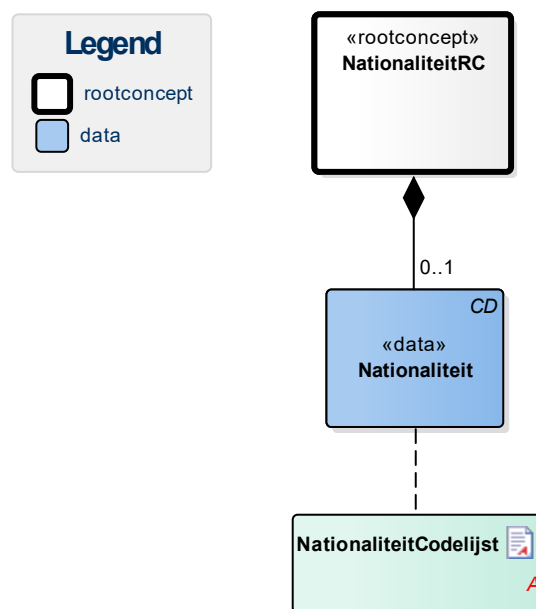 Legend
rootconcept
data
«rootconcept»
NationaliteitRC
0..1
CD
«data»
Nationaliteit
NationaliteitCodelijst